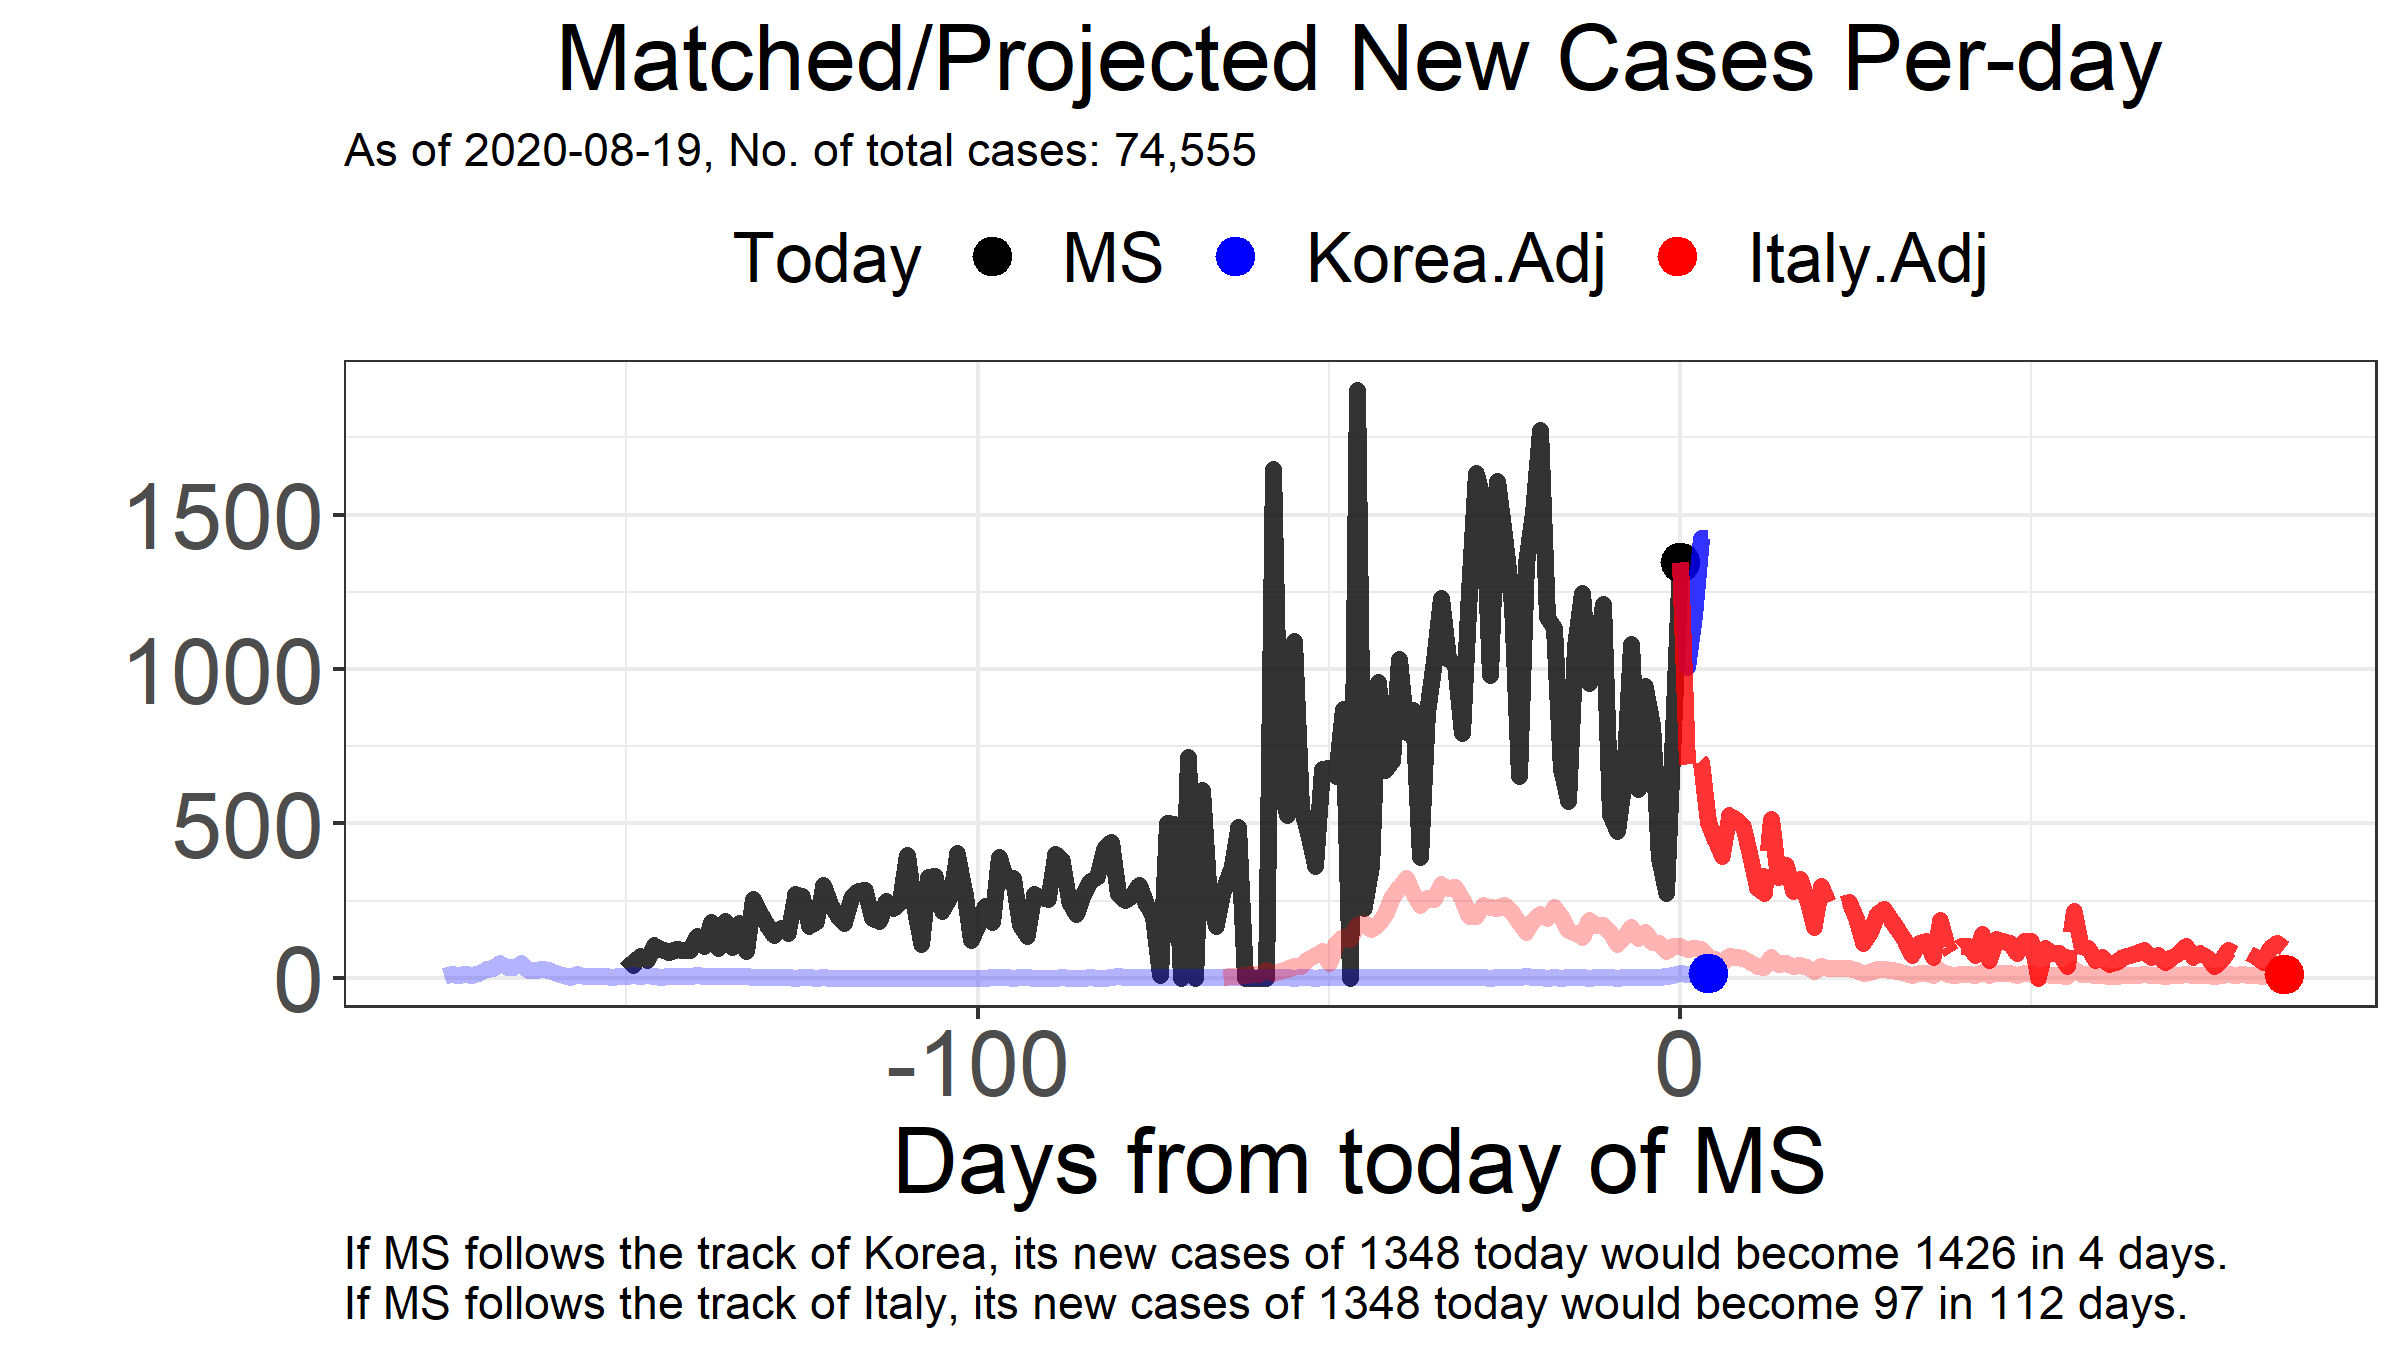 Matched/Projected New Cases Per-day
As of 2020-08-19, No. of total cases: 74,555
Today MS Korea.Adj Italy.Adj
1500
1000
500
0
-100 0
Days from today of MS
If MS follows the track of Korea, its new cases of 1348 today would become 1426 in 4 days.
If MS follows the track of Italy, its new cases of 1348 today would become 97 in 112 days.